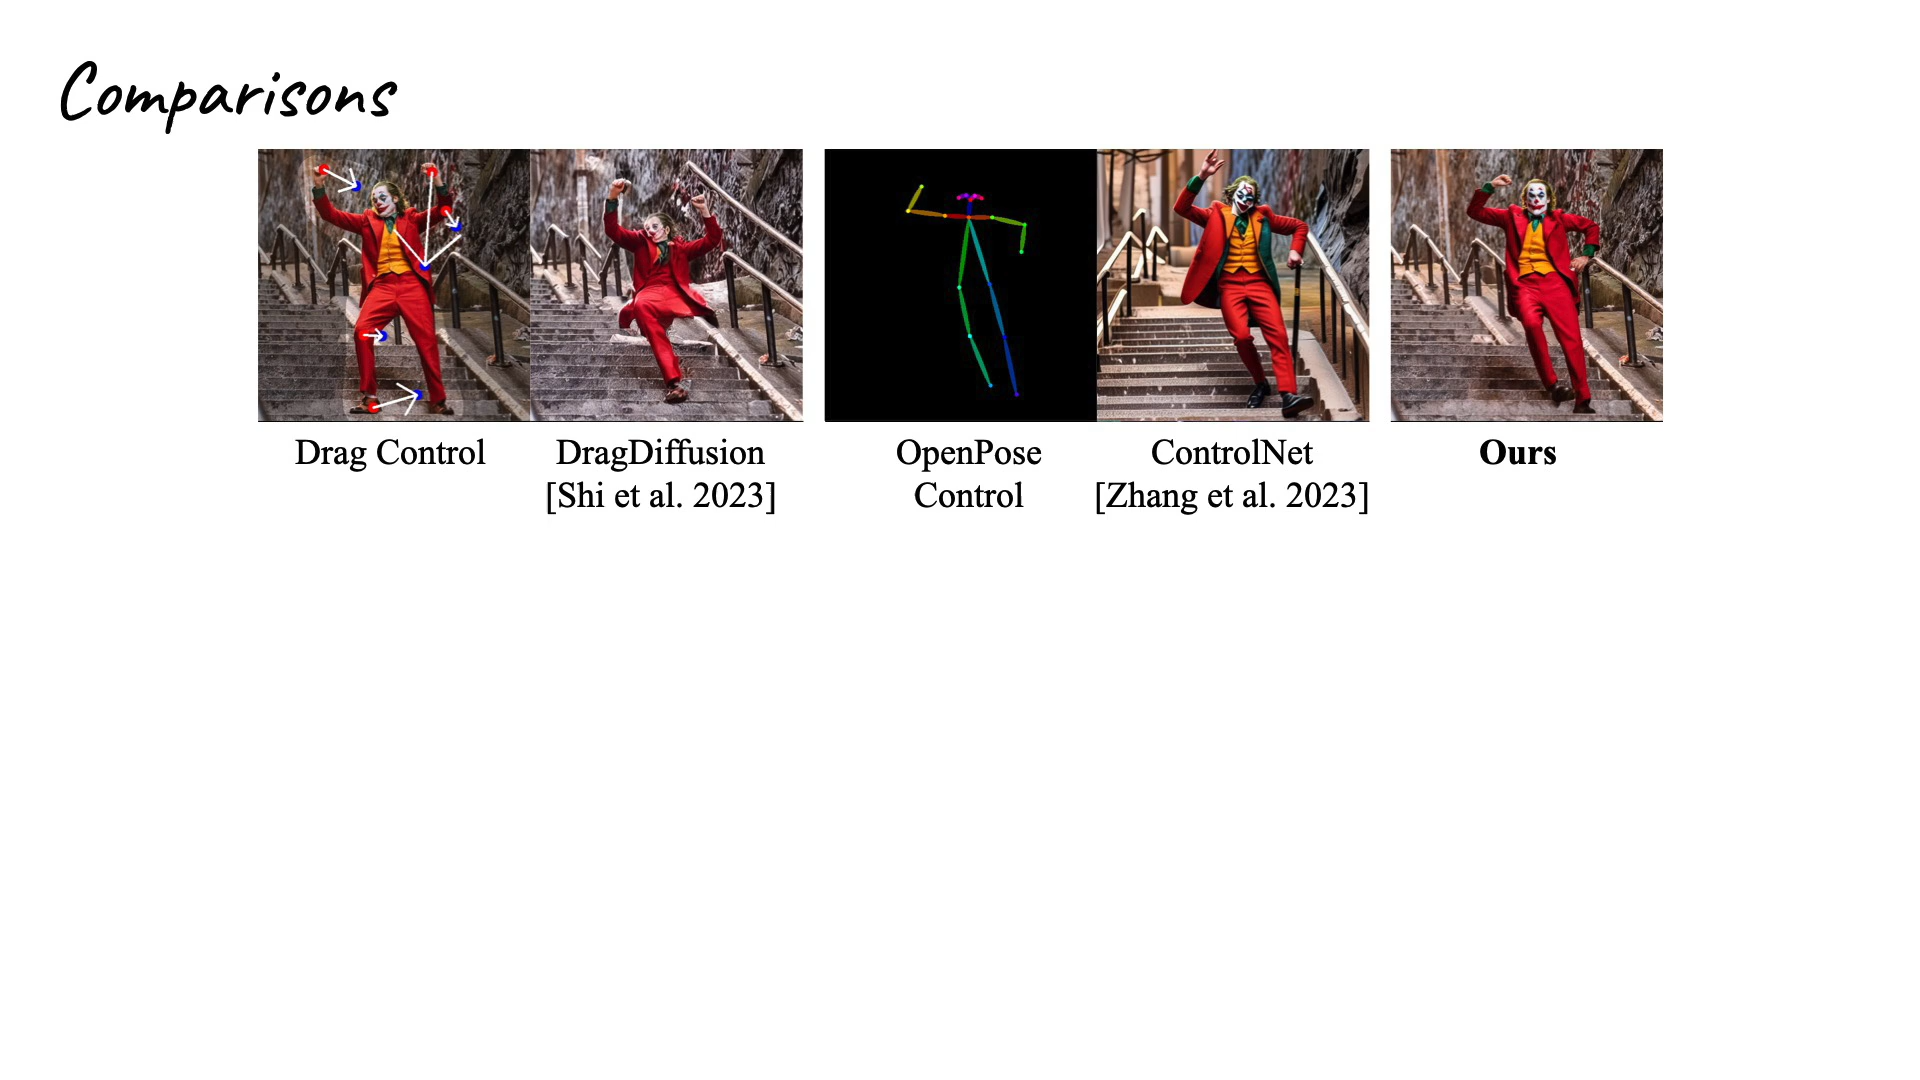 Comparisons
Drag Control
DragDiffusion
[Shi et al. 2023]
OpenPose
Control
ControlNet
[Zhang et al. 2023]
Ours